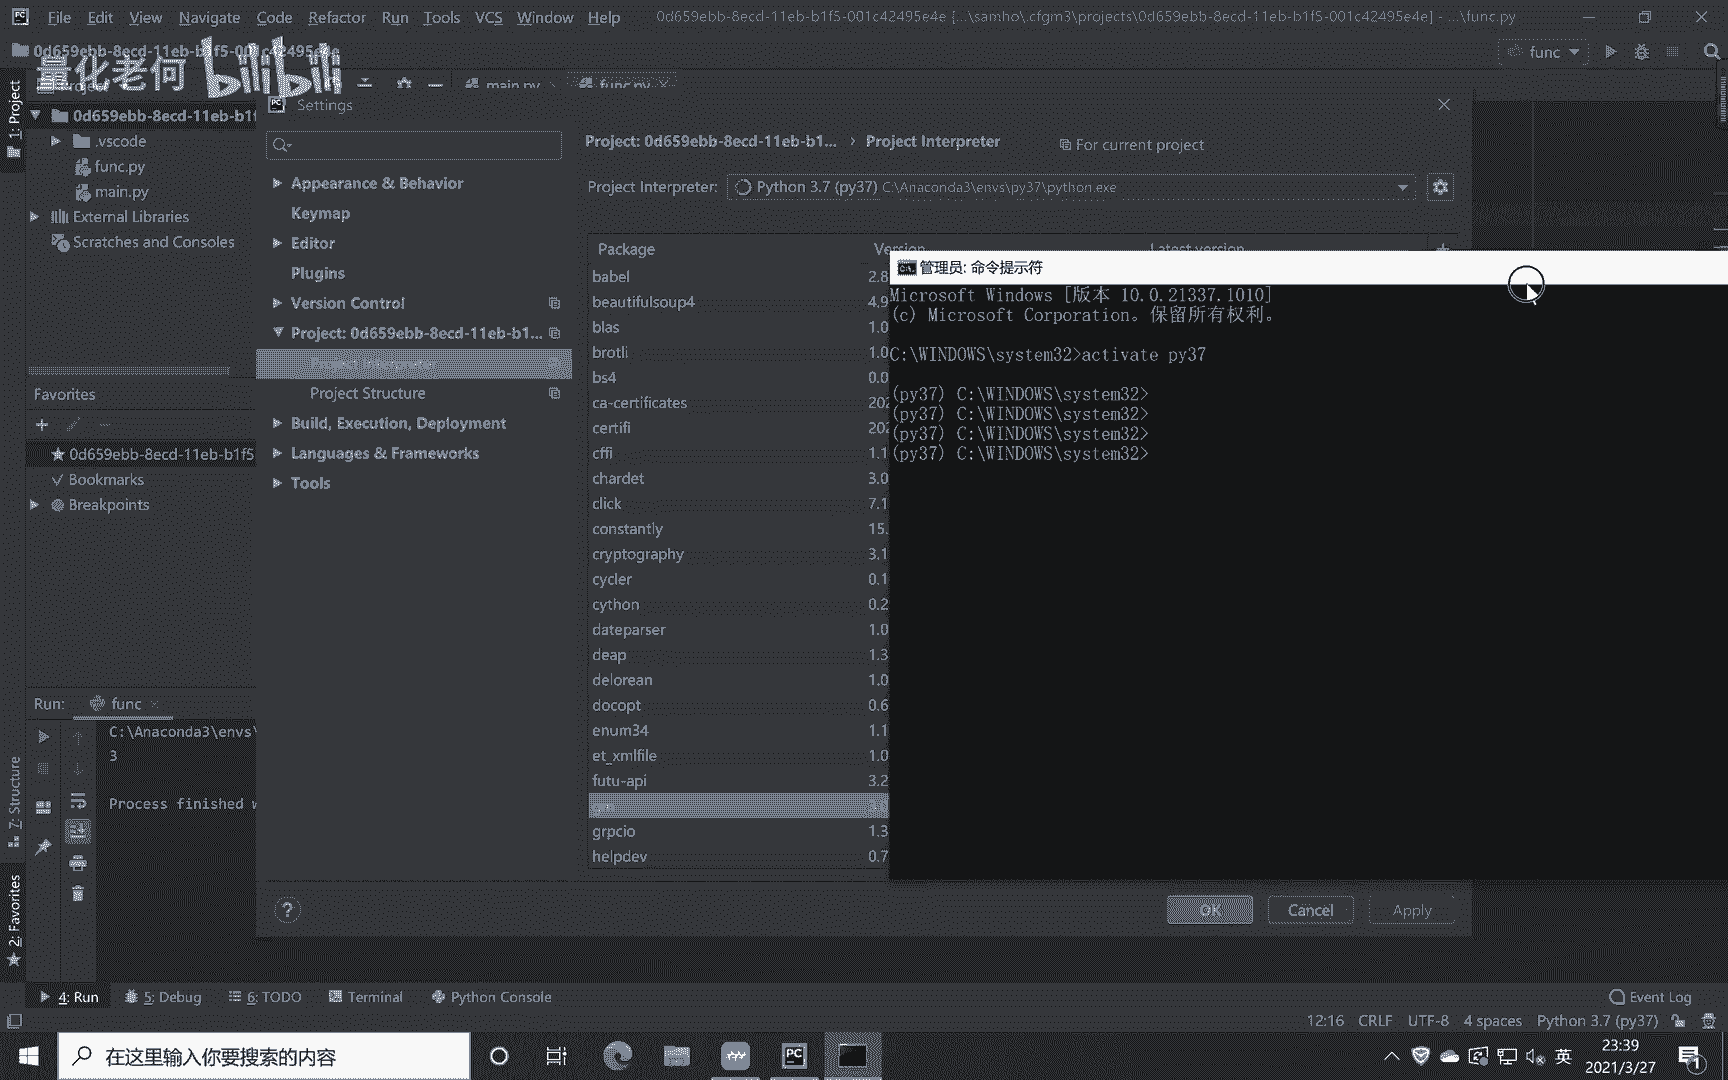 File Edit View Navigate Code Refactor Run Tools VCS Window Help 0d659ebb-8ecd-11eb-b1f5-001c42495e4e [...\samho\.cfgm3\projects\0d659ebb-8ecd-11eb-b1f5-001c42495e4e] - ...\func.py
0d659ebb-8ecd-11eb-b1f5-001c42495e4e
func
量化老何 bilibili
main.py
func.py
1: Project
Settings
0d659ebb-8ecd-11eb-b1f
.vscode
func.py
main.py
External Libraries
Scratches and Consoles
Appearance & Behavior
Keymap
Editor
Plugins
Version Control
Project: 0d659ebb-8ecd-11eb-b1...
Project Interpreter
Project Structure
Build, Execution, Deployment
Languages & Frameworks
Tools
Project: 0d659ebb-8ecd-11eb-b1... › Project Interpreter
For current project
Project Interpreter: Python 3.7 (py37) C:\Anaconda3\envs\py37\python.exe
Package Version Latest version
babel 2.8
beautifulsoup4 4.9
blas 1.0
brotli 1.0
bs4 0.0
ca-certificates 202
certifi 202
cffi 1.1
chardet 3.0
click 7.1
constantly 15.
cryptography 3.1
cycler 0.1
cython 0.2
dateparser 1.0
deap 1.3
delorean 1.0
docopt 0.6
enum34 1.1
et_xmlfile 1.0
futu-api 3.2
gm 3.0
grpcio 1.3
helpdev 0.7
管理员: 命令提示符
Microsoft Windows [版本 10.0.21337.1010]
(c) Microsoft Corporation。保留所有权利。
C:\WINDOWS\system32>activate py37
(py37) C:\WINDOWS\system32>
(py37) C:\WINDOWS\system32>
(py37) C:\WINDOWS\system32>
(py37) C:\WINDOWS\system32>
Favorites
0d659ebb-8ecd-11eb-b1f5
Bookmarks
Breakpoints
Run: func
C:\Anaconda3\envs\
3
Process finished w
7: Structure
2: Favorites
?
OK Cancel Apply
4: Run 5: Debug 6: TODO Terminal Python Console Event Log
12:16 CRLF UTF-8 4 spaces Python 3.7 (py37)
在这里输入你要搜索的内容
PC
英
23:39
2021/3/27
1